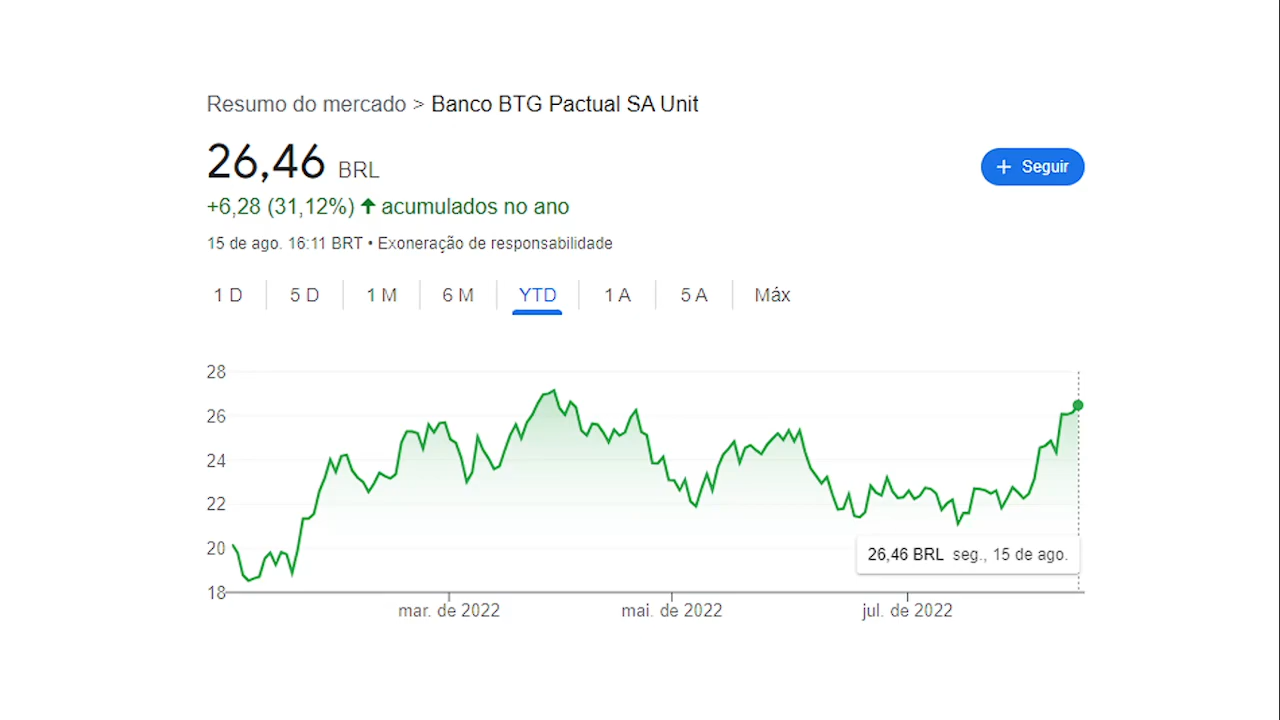 Resumo do mercado > Banco BTG Pactual SA Unit
26,46 BRL
+ Seguir
+6,28 (31,12%) ↑ acumulados no ano
15 de ago. 16:11 BRT • Exoneração de responsabilidade
1 D 5 D 1 M 6 M YTD 1 A 5 A Máx
28
26
24
22
20
26,46 BRL seg., 15 de ago.
18
mar. de 2022 mai. de 2022 jul. de 2022